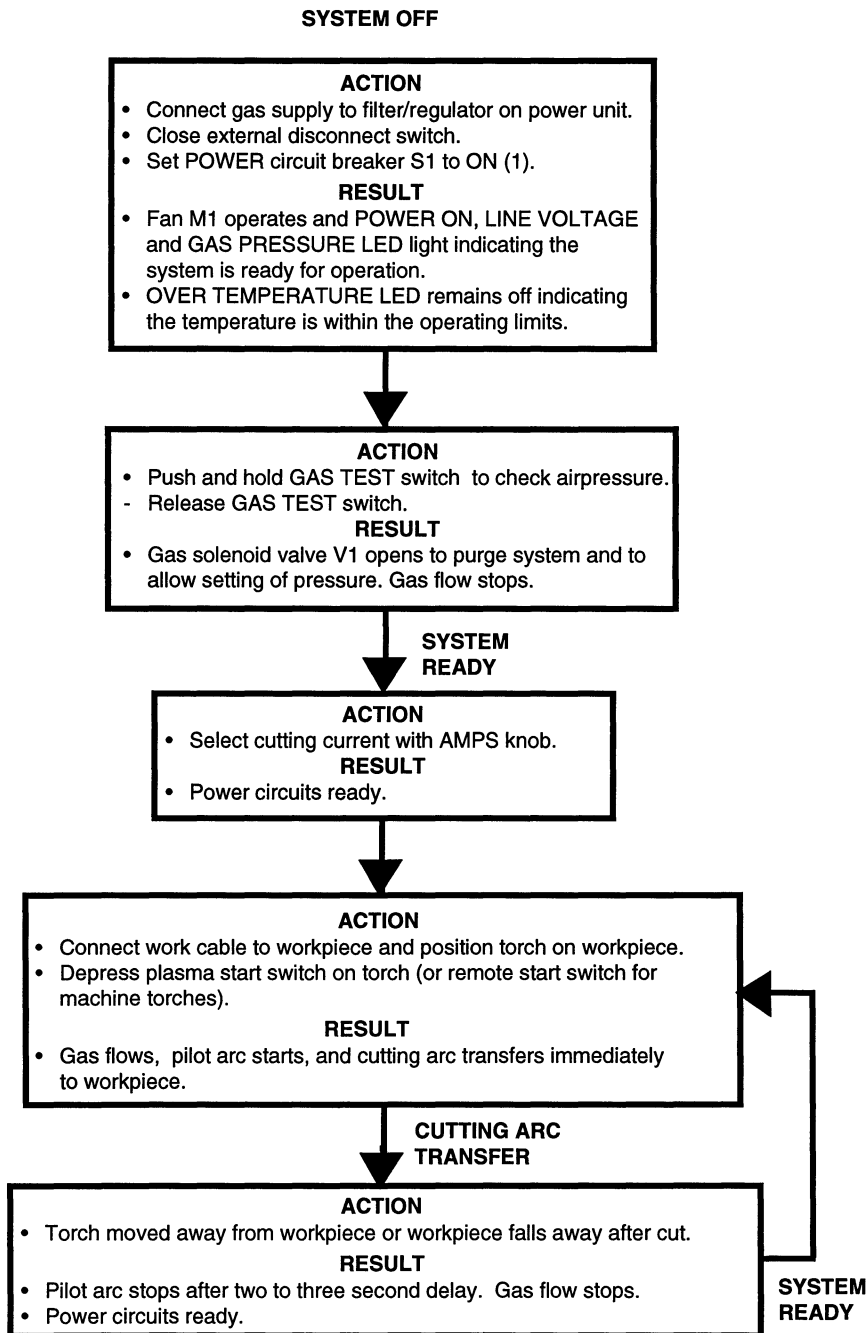 SYSTEM OFF
ACTION
• Connect gas supply to filter/regulator on power unit.
• Close external disconnect switch.
• Set POWER circuit breaker S1 to ON (1).
RESULT
• Fan M1 operates and POWER ON, LINE VOLTAGE
and GAS PRESSURE LED light indicating the
system is ready for operation.
• OVER TEMPERATURE LED remains off indicating
the temperature is within the operating limits.
ACTION
• Push and hold GAS TEST switch to check airpressure.
- Release GAS TEST switch.
RESULT
• Gas solenoid valve V1 opens to purge system and to
allow setting of pressure. Gas flow stops.
SYSTEM
READY
ACTION
• Select cutting current with AMPS knob.
RESULT
• Power circuits ready.
ACTION
• Connect work cable to workpiece and position torch on workpiece.
• Depress plasma start switch on torch (or remote start switch for
machine torches).
RESULT
• Gas flows, pilot arc starts, and cutting arc transfers immediately
to workpiece.
CUTTING ARC
TRANSFER
ACTION
• Torch moved away from workpiece or workpiece falls away after cut.
RESULT
• Pilot arc stops after two to three second delay. Gas flow stops.
• Power circuits ready.
SYSTEM
READY